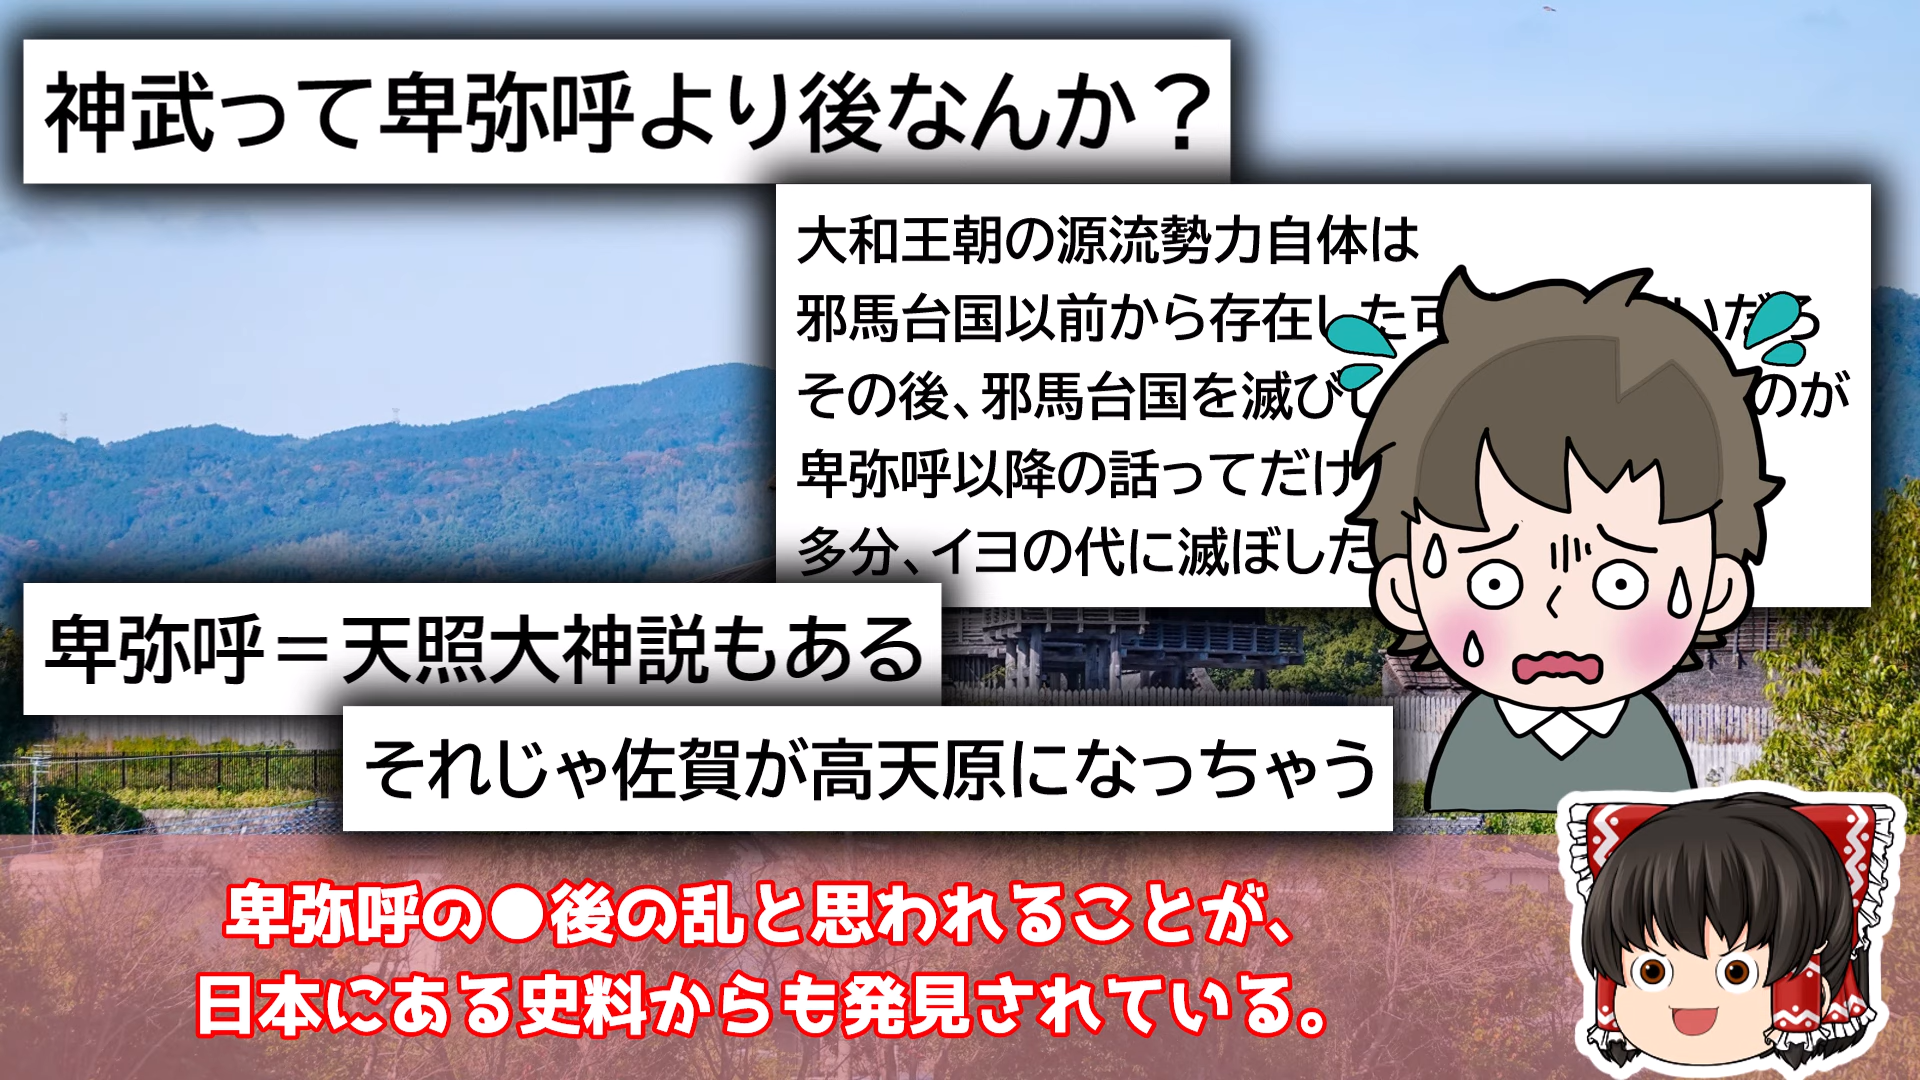 神武って卑弥呼より後なんか？
大和王朝の源流勢力自体は
邪馬台国以前から存在した いだろ
その後、邪馬台国を滅び のが
卑弥呼以降の話ってだけ
多分、イヨの代に滅ぼした
卑弥呼＝天照大神説もある
それじゃ佐賀が高天原になっちゃう
卑弥呼の●後の乱と思われることが、
日本にある史料からも発見されている。